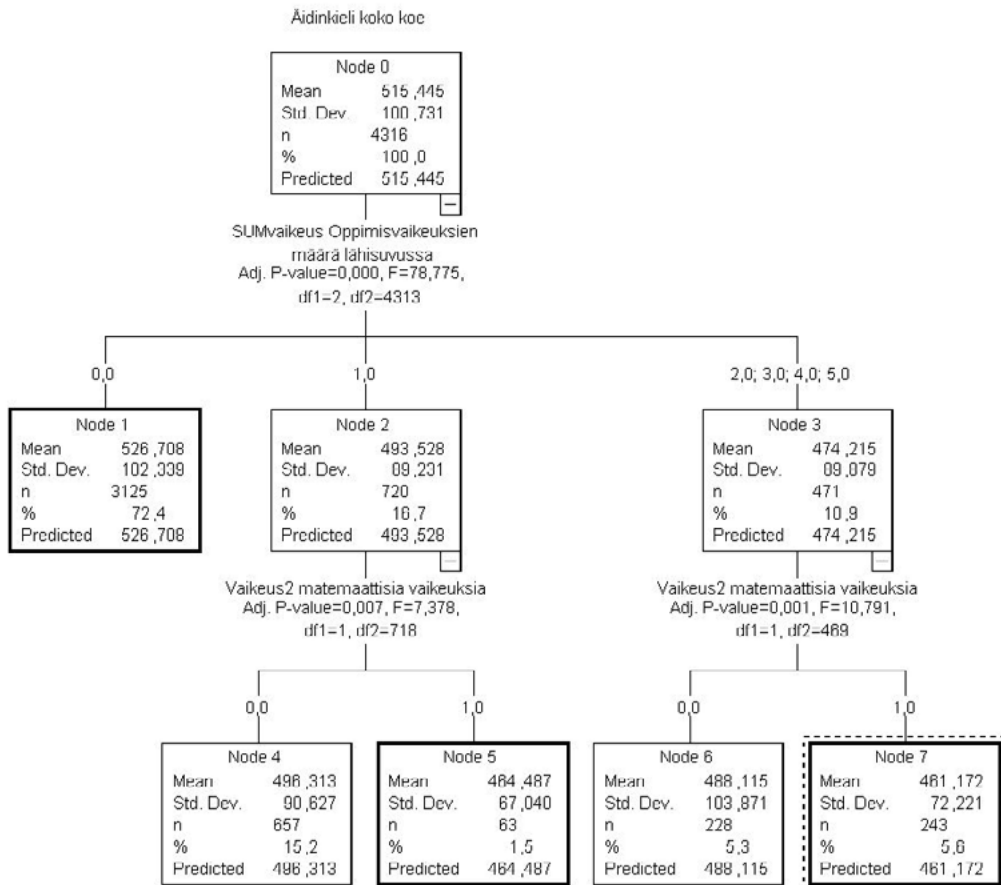 Äidinkieli koko koe
Node 0
Mean 515 ,445
Std. Dev. 100 ,731
n 4316
% 100 ,0
Predicted 515 ,445
SUMvaikeus Oppimisvaikeuksien
määrä lähisuvussa
Adj. P-value=0,000, F=78,775,
df1=2, df2=4313
0,0
1,0
2,0; 3,0; 4,0; 5,0
Node 1
Mean 526 ,708
Std. Dev. 102 ,339
n 3125
% 72 ,4
Predicted 526 ,708
Node 2
Mean 493 ,528
Std. Dev. 09 ,231
n 720
% 16 ,7
Predicted 493 ,528
Node 3
Mean 474 ,215
Std. Dev. 09 ,079
n 471
% 10 ,9
Predicted 474 ,215
Vaikeus2 matemaattisia vaikeuksia
Adj. P-value=0,007, F=7,378,
df1=1, df2=718
Vaikeus2 matemaattisia vaikeuksia
Adj. P-value=0,001, F=10,791,
df1=1, df2=469
0,0
1,0
0,0
1,0
Node 4
Mean 496 ,313
Std. Dev. 90 ,627
n 657
% 15 ,2
Predicted 496 ,313
Node 5
Mean 464 ,487
Std. Dev. 67 ,040
n 63
% 1 ,5
Predicted 464 ,487
Node 6
Mean 488 ,115
Std. Dev. 103 ,871
n 228
% 5 ,3
Predicted 488 ,115
Node 7
Mean 461 ,172
Std. Dev. 72 ,221
n 243
% 5 ,6
Predicted 461 ,172